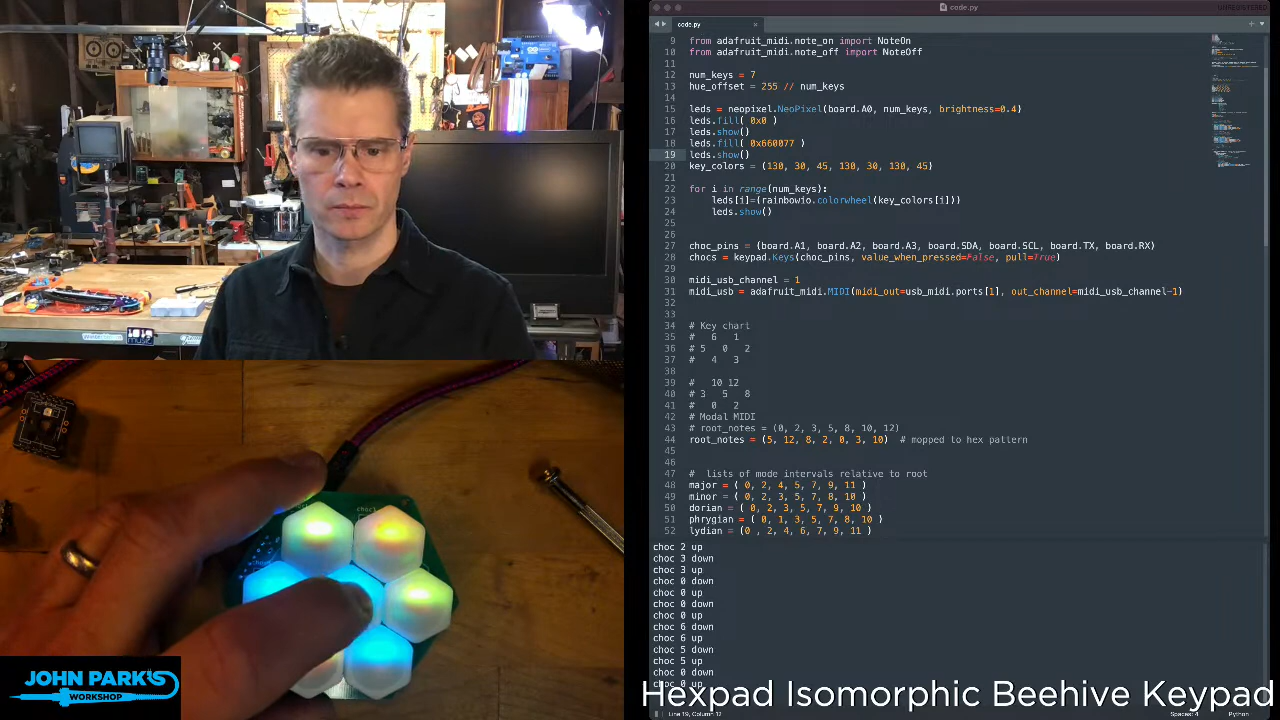 code.py
code.py
9 from adafruit_midi.note_on import NoteOn
10 from adafruit_midi.note_off import NoteOff
11
12 num_keys = 7
13 hue_offset = 255 // num_keys
14
15 leds = neopixel.NeoPixel(board.A0, num_keys, brightness=0.4)
16 leds.fill( 0x0 )
17 leds.show()
18 leds.fill( 0x660077 )
19 leds.show()
20 key_colors = (130, 30, 45, 130, 30, 130, 45)
21
22 for i in range(num_keys):
23 leds[i]=(rainbowio.colorwheel(key_colors[i]))
24 leds.show()
25
26
27 choc_pins = (board.A1, board.A2, board.A3, board.SDA, board.SCL, board.TX, board.RX)
28 chocs = keypad.Keys(choc_pins, value_when_pressed=False, pull=True)
29
30 midi_usb_channel = 1
31 midi_usb = adafruit_midi.MIDI(midi_out=usb_midi.ports[1], out_channel=midi_usb_channel-1)
32
33
34 # Key chart
35 # 6 1
36 # 5 0 2
37 # 4 3
38
39 # 10 12
40 # 3 5 8
41 # 0 2
42 # Modal MIDI
43 # root_notes = (0, 2, 3, 5, 8, 10, 12)
44 root_notes = (5, 12, 8, 2, 0, 3, 10) # mopped to hex pattern
45
46
47 # lists of mode intervals relative to root
48 major = ( 0, 2, 4, 5, 7, 9, 11 )
49 minor = ( 0, 2, 3, 5, 7, 8, 10 )
50 dorian = ( 0, 2, 3, 5, 7, 9, 10 )
51 phrygian = ( 0, 1, 3, 5, 7, 8, 10 )
52 lydian = (0 , 2, 4, 6, 7, 9, 11 )
choc 2 up
choc 3 down
choc 3 up
choc 0 down
choc 0 up
choc 0 down
choc 0 up
choc 6 down
choc 6 up
choc 5 down
choc 5 up
choc 0 down
choc 0 up
Hexpad Isomorphic Beehive Keypad
Line 19, Column 12
Spaces: 4
Python
JOHN PARK'S
WORKSHOP